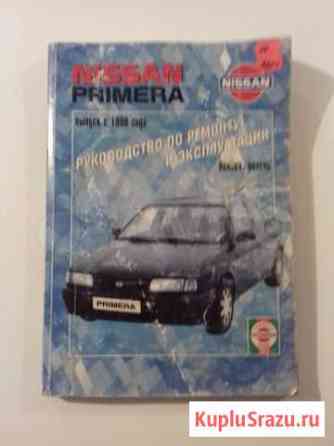 NISSAN
PRIMERA
NISSAN
Выпуск с 1990 года
РУКОВОДСТВО ПО РЕМОНТУ
И ЭКСПЛУАТАЦИИ
PRIMERA
KupluSrazu.ru